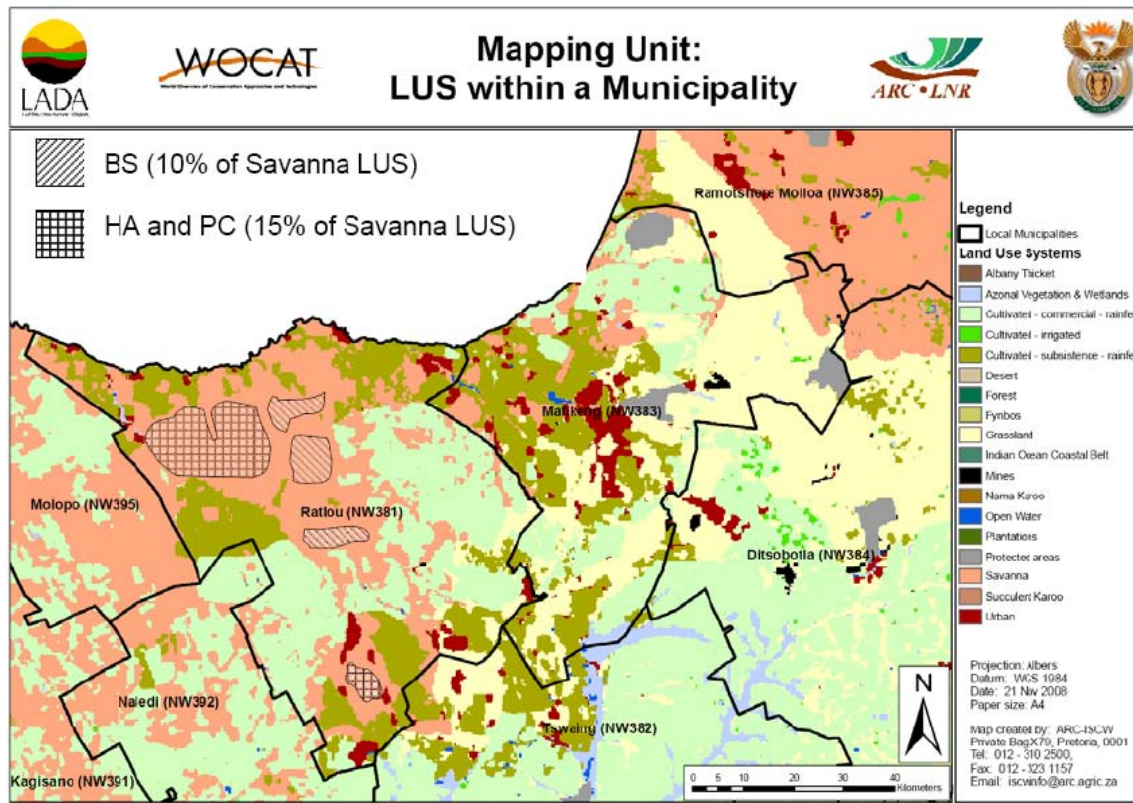 Mapping Unit:
LUS within a Municipality
LADA
WOCAT
World Overview of Conservation Approaches and Technologies
ARC • LNR
BS (10% of Savanna LUS)
HA and PC (15% of Savanna LUS)
Ramotshere Moiloa (NW385)
Mafikeng (NW383)
Molopo (NW395)
Ratlou (NW381)
Ditsobotla (NW384)
Naledi (NW392)
Tswaing (NW382)
Kagisano (NW391)
N
0 5 10 20 30 40
Kilometers
Legend
Local Municipalities
Land Use Systems
Albany Thicket
Azonal Vegetation & Wetlands
Cultivated - commercial - rainfe
Cultivated - irrigated
Cultivated - subsistence - rainfe
Desert
Forest
Fynbos
Grassland
Indian Ocean Coastal Belt
Mines
Nama Karoo
Open Water
Plantations
Protected areas
Savanna
Succulent Karoo
Urban
Projection: Albers
Datum: WGS 1984
Date: 21 Nov 2008
Paper size: A4
Map created by: ARC-ISCW
Private BagX79, Pretoria, 0001
Tel: 012 - 310 2500,
Fax: 012 - 323 1157
Email: iscwinfo@arc.agric.za